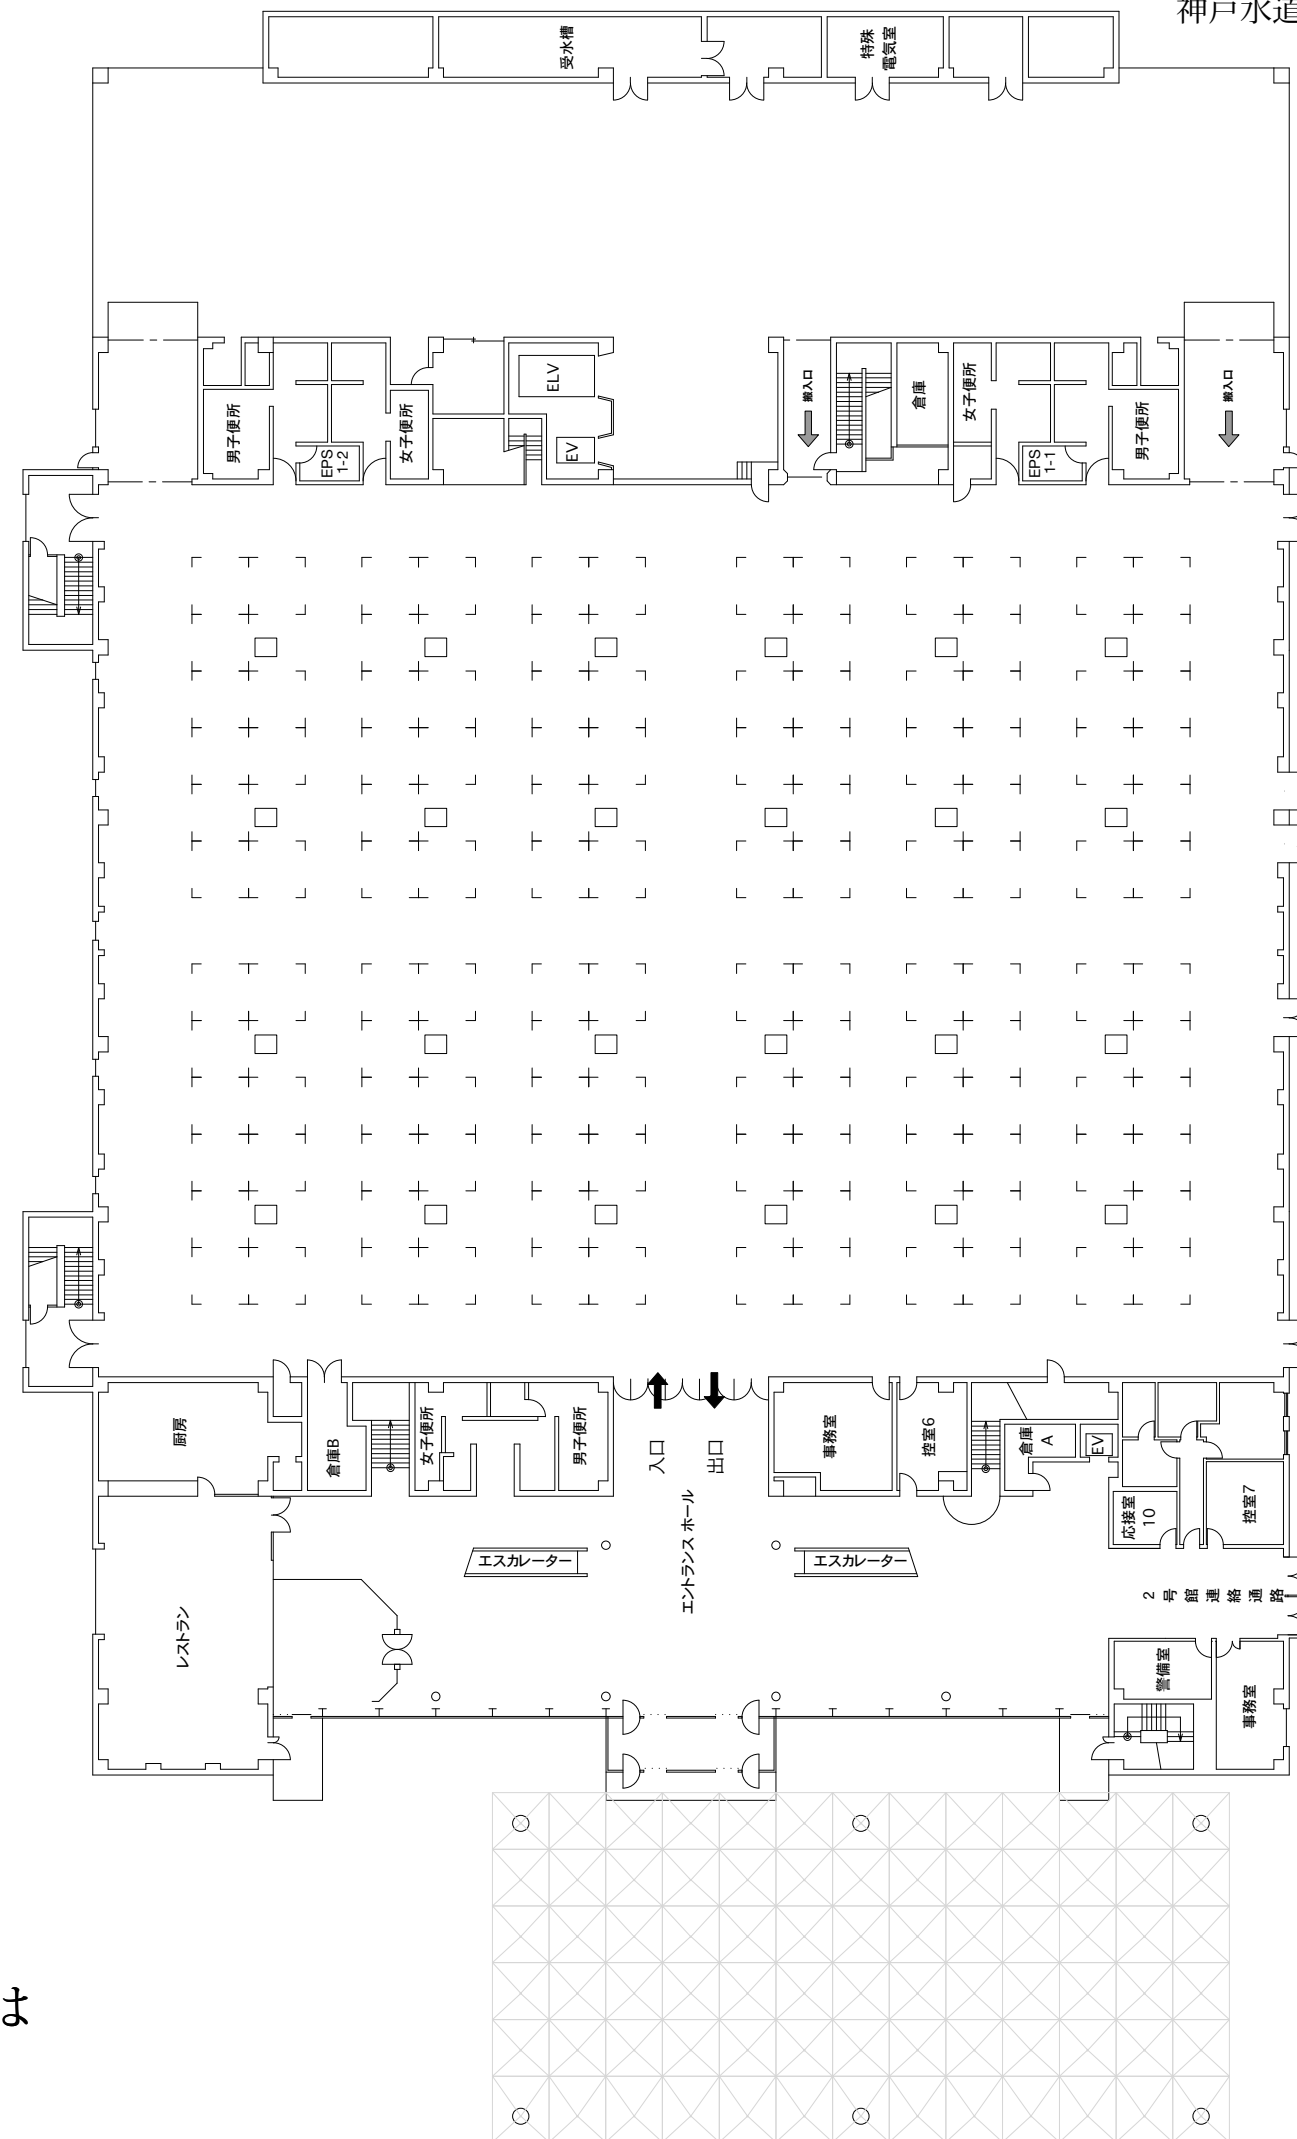 神戸水道
受水槽
特殊
電気室
ELV
EV
搬入口
倉庫
女子便所
搬入口
男子便所
EPS
1-2
女子便所
EPS
1-1
男子便所
厨房
倉庫B
女子便所
男子便所
入口
出口
事務室
控室6
倉庫
A
EV
応接室
10
控室7
エントランス ホール
エスカレーター
エスカレーター
2号館連絡通路
レストラン
警備室
事務室
は